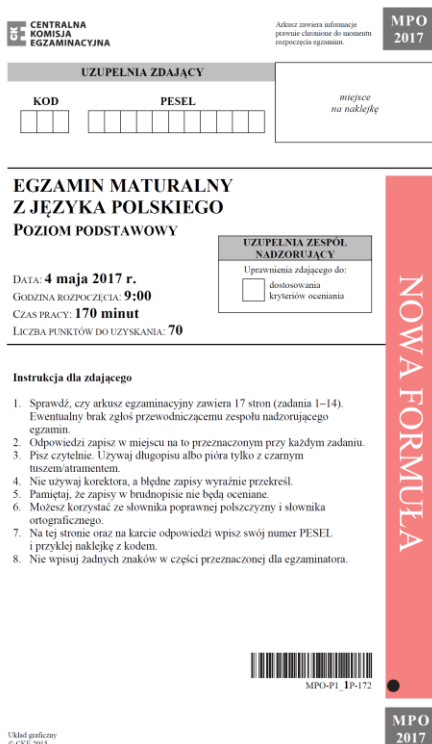 CENTRALNA
KOMISJA
EGZAMINACYJNA
Arkusz zawiera informacje
prawnie chronione do momentu
rozpoczęcia egzaminu.
MPO
2017
UZUPEŁNIA ZDAJĄCY
KOD PESEL
miejsce
na naklejkę
EGZAMIN MATURALNY
Z JĘZYKA POLSKIEGO
POZIOM PODSTAWOWY
UZUPEŁNIA ZESPÓŁ
NADZORUJĄCY
Uprawnienia zdającego do:
dostosowania
kryteriów oceniania
DATA: 4 maja 2017 r.
GODZINA ROZPOCZĘCIA: 9:00
CZAS PRACY: 170 minut
LICZBA PUNKTÓW DO UZYSKANIA: 70
NOWA FORMUŁA
Instrukcja dla zdającego
1. Sprawdź, czy arkusz egzaminacyjny zawiera 17 stron (zadania 1–14).
Ewentualny brak zgłoś przewodniczącemu zespołu nadzorującego
egzamin.
2. Odpowiedzi zapisz w miejscu na to przeznaczonym przy każdym zadaniu.
3. Pisz czytelnie. Używaj długopisu albo pióra tylko z czarnym
tuszem/atramentem.
4. Nie używaj korektora, a błędne zapisy wyraźnie przekreśl.
5. Pamiętaj, że zapisy w brudnopisie nie będą oceniane.
6. Możesz korzystać ze słownika poprawnej polszczyzny i słownika
ortograficznego.
7. Na tej stronie oraz na karcie odpowiedzi wpisz swój numer PESEL
i przyklej naklejkę z kodem.
8. Nie wpisuj żadnych znaków w części przeznaczonej dla egzaminatora.
MPO-P1_1P-172
Układ graficzny
© CKE 2015
MPO
2017